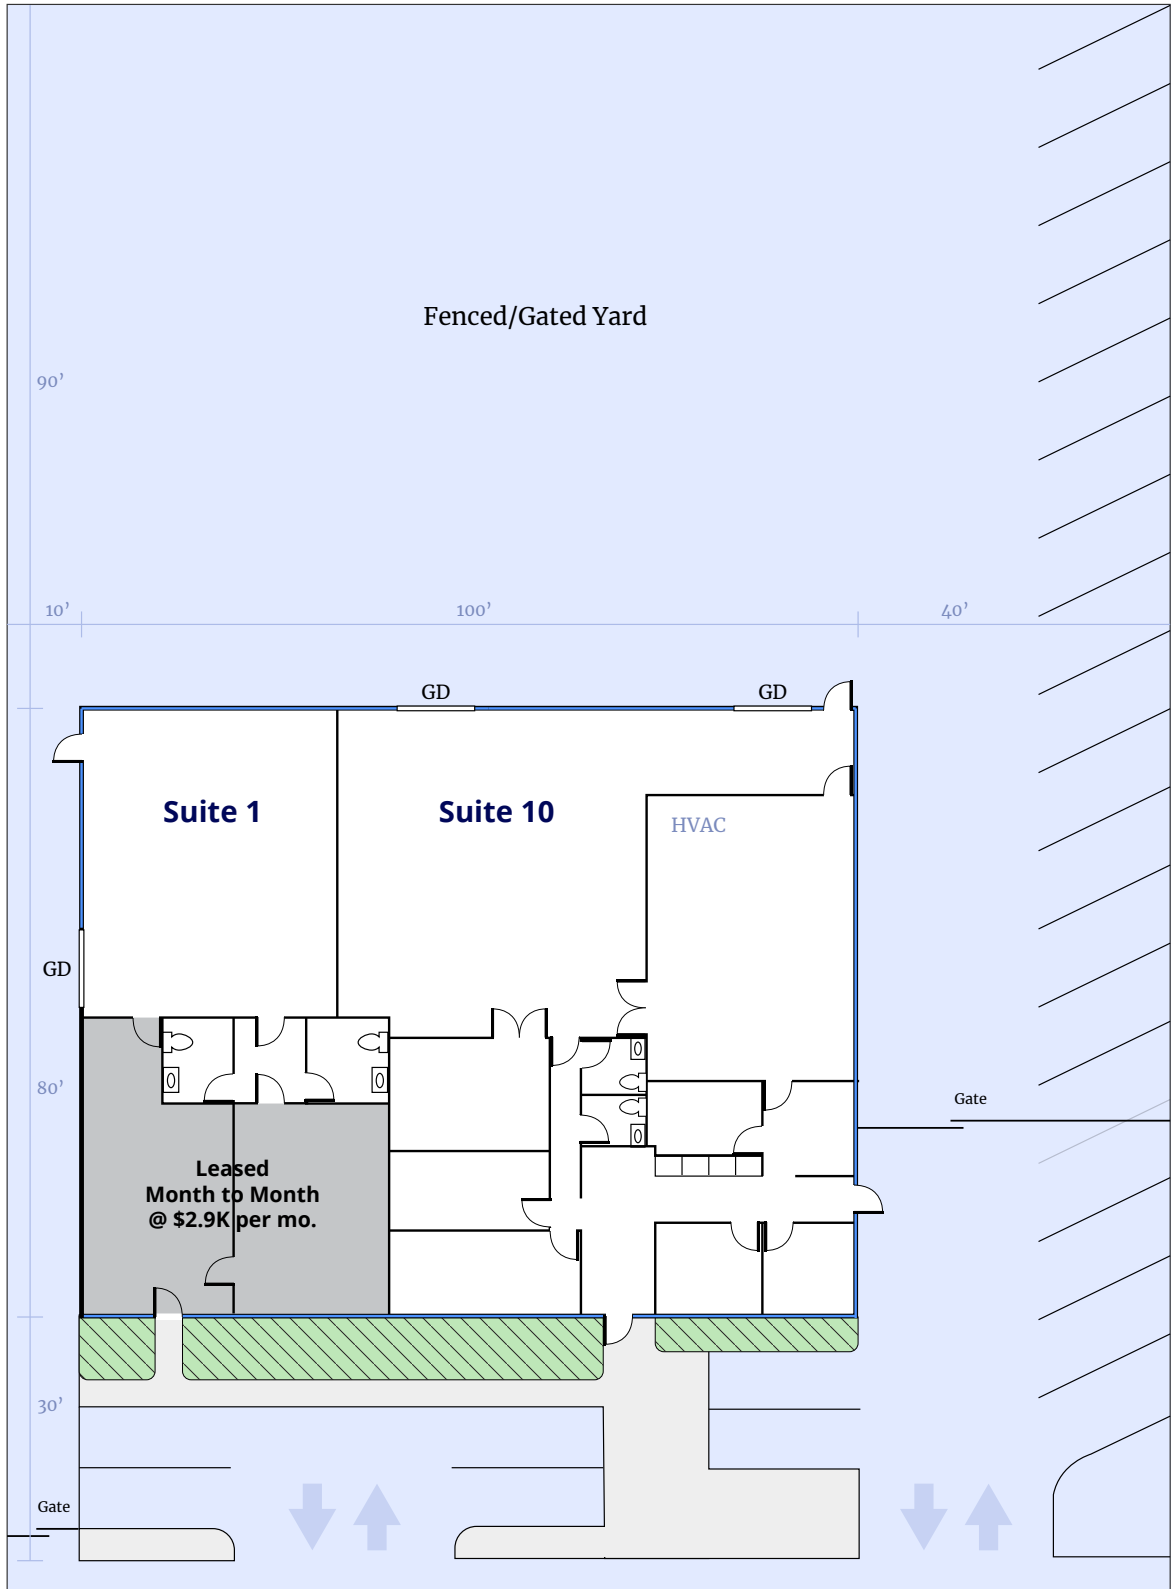 Fenced/Gated Yard
90’
10’
100’
40’
GD
GD
Suite 1
Suite 10
HVAC
GD
80’
Gate
Leased
Month to Month
@ $2.9K per mo.
30’
Gate